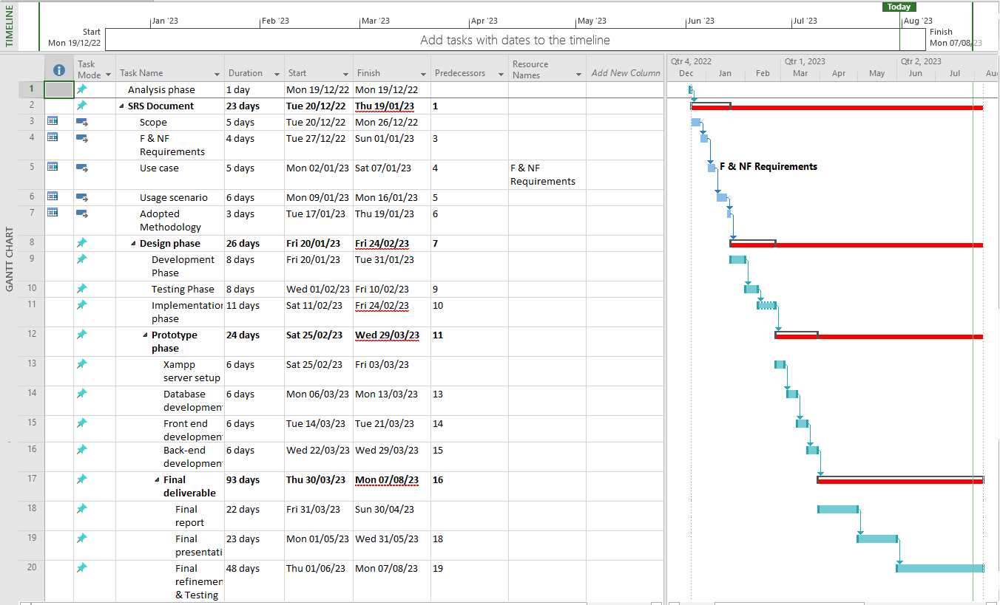 TIMELINE
Today
Jan '23 Feb '23 Mar '23 Apr '23 May '23 Jun '23 Jul '23 Aug '23
Start
Mon 19/12/22
Add tasks with dates to the timeline
Finish
Mon 07/08/23
GANTT CHART
Task Mode Task Name Duration Start Finish Predecessors Resource Names Add New Column
Qtr 4, 2022 Qtr 1, 2023 Qtr 2, 2023
Dec Jan Feb Mar Apr May Jun Jul Au
1 Analysis phase 1 day Mon 19/12/22 Mon 19/12/22
2 SRS Document 23 days Tue 20/12/22 Thu 19/01/23 1
3 Scope 5 days Tue 20/12/22 Mon 26/12/22
4 F & NF 4 days Tue 27/12/22 Sun 01/01/23 3
Requirements
5 Use case 5 days Mon 02/01/23 Sat 07/01/23 4 F & NF F & NF Requirements
Requirements
6 Usage scenario 6 days Mon 09/01/23 Mon 16/01/23 5
7 Adopted 3 days Tue 17/01/23 Thu 19/01/23 6
Methodology
8 Design phase 26 days Fri 20/01/23 Fri 24/02/23 7
9 Development 8 days Fri 20/01/23 Tue 31/01/23
Phase
10 Testing Phase 8 days Wed 01/02/23 Fri 10/02/23 9
11 Implementation 11 days Sat 11/02/23 Fri 24/02/23 10
phase
12 Prototype 24 days Sat 25/02/23 Wed 29/03/23 11
phase
13 Xampp 6 days Sat 25/02/23 Fri 03/03/23
server setup
14 Database 6 days Mon 06/03/23 Mon 13/03/23 13
development
15 Front end 6 days Tue 14/03/23 Tue 21/03/23 14
development
16 Back-end 6 days Wed 22/03/23 Wed 29/03/23 15
development
17 Final 93 days Thu 30/03/23 Mon 07/08/23 16
deliverable
18 Final 22 days Fri 31/03/23 Sun 30/04/23
report
19 Final 23 days Mon 01/05/23 Wed 31/05/23 18
presentati
20 Final 48 days Thu 01/06/23 Mon 07/08/23 19
refinemen
& Testing